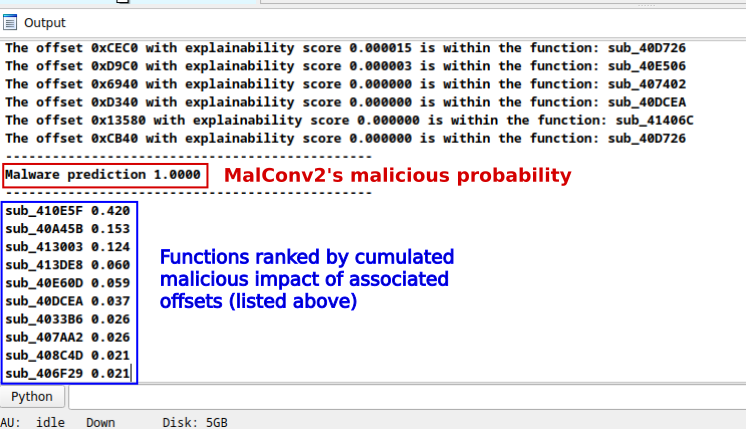 Output
The offset 0xCEC0 with explainability score 0.000015 is within the function: sub_40D726
The offset 0xD9C0 with explainability score 0.000003 is within the function: sub_40E506
The offset 0x6940 with explainability score 0.000000 is within the function: sub_407402
The offset 0xD340 with explainability score 0.000000 is within the function: sub_40DCEA
The offset 0x13580 with explainability score 0.000000 is within the function: sub_41406C
The offset 0xCB40 with explainability score 0.000000 is within the function: sub_40D726
-----------------------------------------------
Malware prediction 1.0000
MalConv2's malicious probability
-----------------------------------------------
sub_410E5F 0.420
sub_40A45B 0.153
sub_413003 0.124
sub_413DE8 0.060
sub_40E60D 0.059
sub_40DCEA 0.037
sub_4033B6 0.026
sub_407AA2 0.026
sub_408C4D 0.021
sub_406F29 0.021
Functions ranked by cumulated
malicious impact of associated
offsets (listed above)
Python
AU: idle Down Disk: 5GB